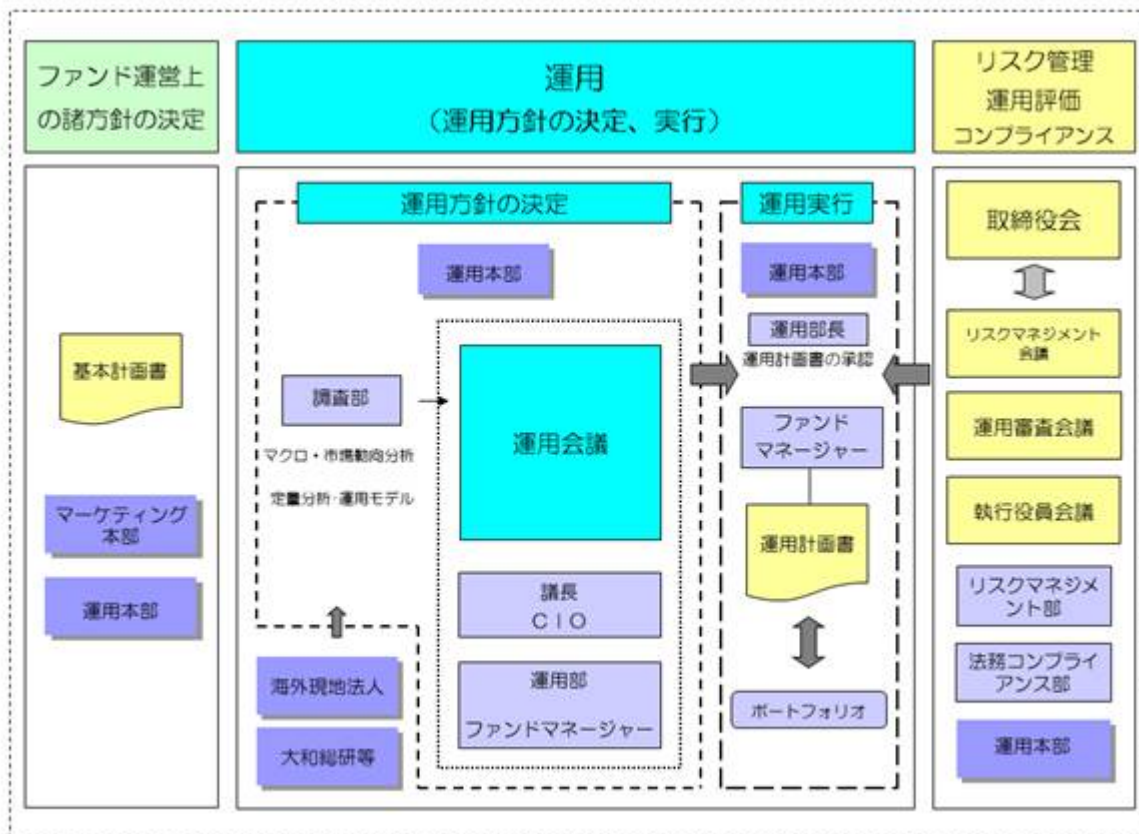 ファンド運営上
の諸方針の決定
運用
（運用方針の決定、実行）
リスク管理
運用評価
コンプライアンス
基本計画書
マーケティング
本部
運用本部
運用方針の決定
運用本部
調査部
マクロ・市場動向分析
定量分析・運用モデル
運用会議
議長
ＣＩＯ
運用部
ファンドマネージャー
海外現地法人
大和総研等
運用実行
運用本部
運用部長
運用計画書の承認
ファンド
マネージャー
運用計画書
ポートフォリオ
取締役会
リスクマネジメント
会議
運用審査会議
執行役員会議
リスクマネジメ
ント部
法務コンプライ
アンス部
運用本部